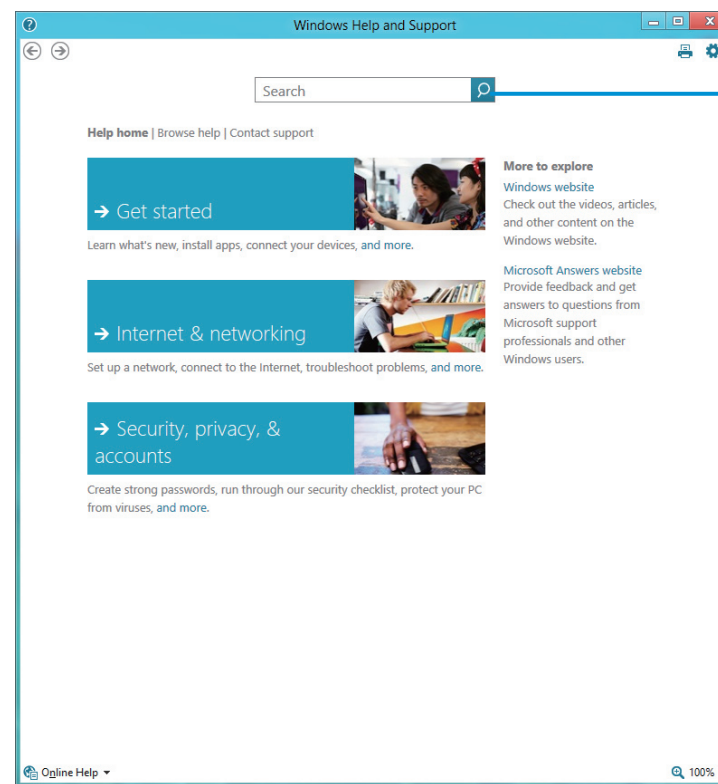 Windows Help and Support
Search
Help home | Browse help | Contact support
→ Get started
Learn what's new, install apps, connect your devices, and more.
→ Internet & networking
Set up a network, connect to the Internet, troubleshoot problems, and more.
→ Security, privacy, &
accounts
Create strong passwords, run through our security checklist, protect your PC
from viruses, and more.
More to explore
Windows website
Check out the videos, articles,
and other content on the
Windows website.
Microsoft Answers website
Provide feedback and get
answers to questions from
Microsoft support
professionals and other
Windows users.
Online Help
100%